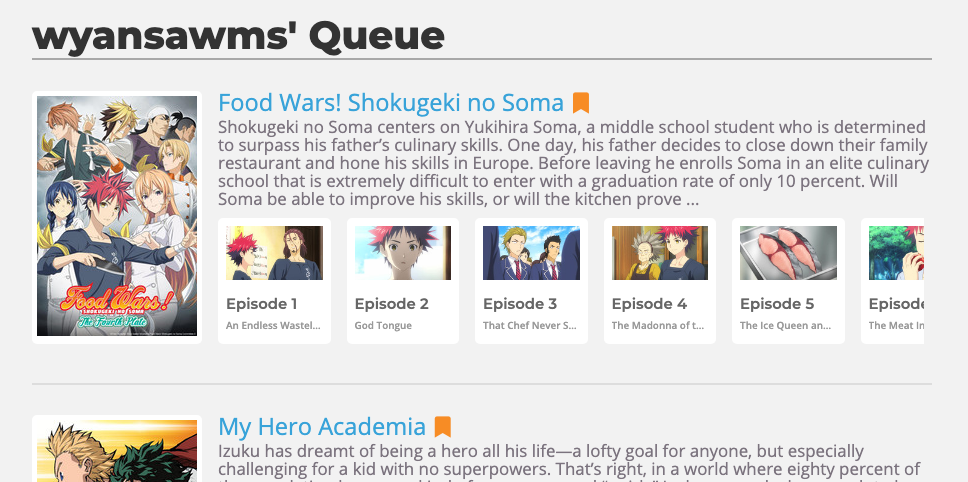 wyansawms' Queue
Food Wars! Shokugeki no Soma
Shokugeki no Soma centers on Yukihira Soma, a middle school student who is determined
to surpass his father’s culinary skills. One day, his father decides to close down their family
restaurant and hone his skills in Europe. Before leaving he enrolls Soma in an elite culinary
school that is extremely difficult to enter with a graduation rate of only 10 percent. Will
Soma be able to improve his skills, or will the kitchen prove ...
Food Wars!
SHOKUGEKI NO SOMA
The Fourth Plate
Episode 1
An Endless Wastel...
Episode 2
God Tongue
Episode 3
That Chef Never S...
Episode 4
The Madonna of t...
Episode 5
The Ice Queen an...
Episode
The Meat In
My Hero Academia
Izuku has dreamt of being a hero all his life—a lofty goal for anyone, but especially
challenging for a kid with no superpowers. That’s right, in a world where eighty percent of